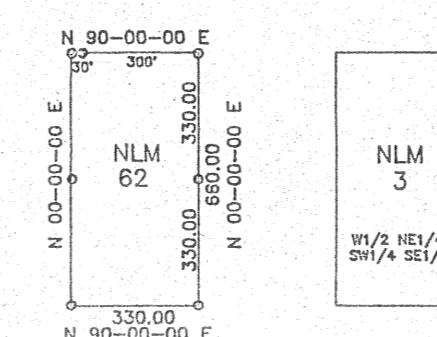 N 90-00-00 E
30'
300'
N 00-00-00 E
330.00
660.00
330.00
N 00-00-00 E
NLM
62
330.00
N 90-00-00 E
NLM
3
W1/2 NE1/4
SW1/4 SE1/